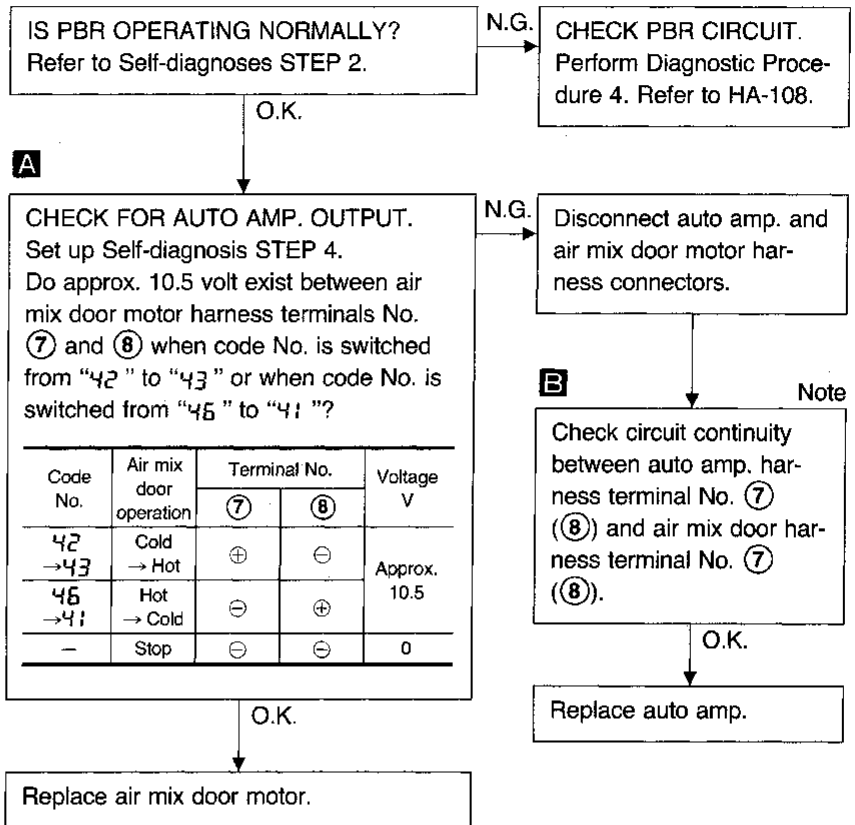 IS PBR OPERATING NORMALLY?
Refer to Self-diagnoses STEP 2.
N.G.
CHECK PBR CIRCUIT.
Perform Diagnostic Proce-
dure 4. Refer to HA-108.
O.K.
A
CHECK FOR AUTO AMP. OUTPUT.
Set up Self-diagnosis STEP 4.
Do approx. 10.5 volt exist between air
mix door motor harness terminals No.
⑦ and ⑧ when code No. is switched
from “42” to “43” or when code No. is
switched from “46” to “41”?
Code No. Air mix door operation Terminal No. Voltage V
⑦ ⑧
42 →43 Cold → Hot ⊕ ⊖ Approx. 10.5
46 →41 Hot → Cold ⊖ ⊕
– Stop ⊖ ⊖ 0
N.G.
Disconnect auto amp. and
air mix door motor har-
ness connectors.
B
Note
Check circuit continuity
between auto amp. har-
ness terminal No. ⑦
(⑧) and air mix door har-
ness terminal No. ⑦
(⑧).
O.K.
Replace auto amp.
O.K.
Replace air mix door motor.